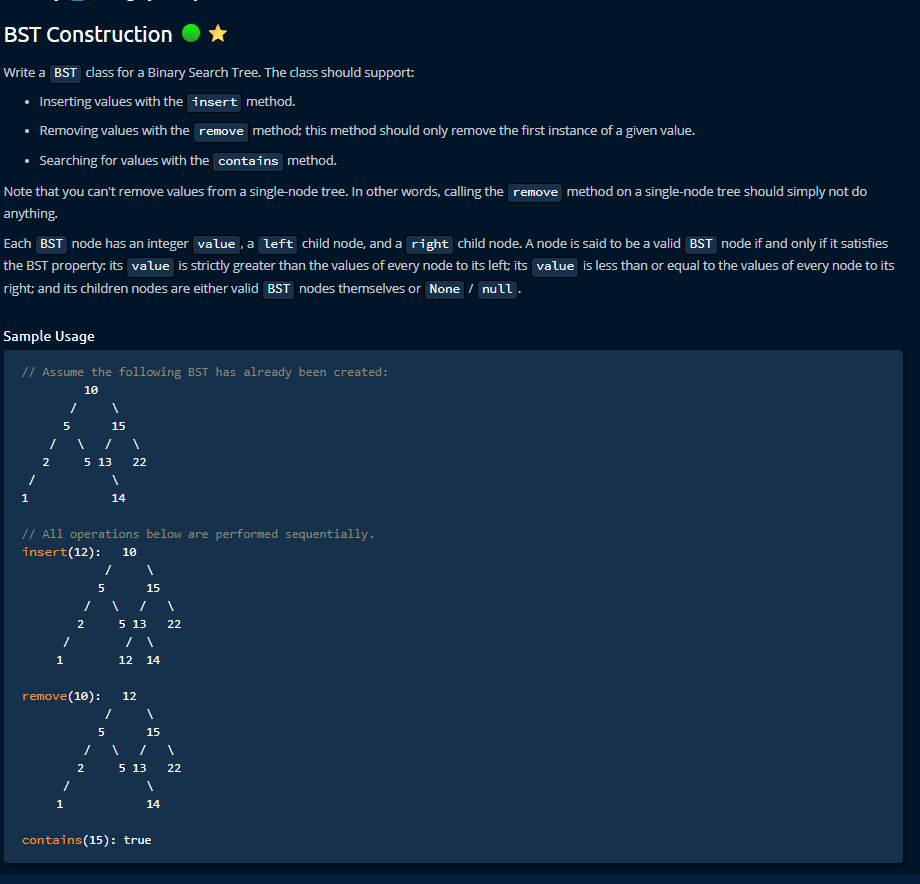 BST Construction
Write a BST class for a Binary Search Tree. The class should support:
• Inserting values with the insert method.
• Removing values with the remove method; this method should only remove the first instance of a given value.
• Searching for values with the contains method.
Note that you can't remove values from a single-node tree. In other words, calling the remove method on a single-node tree should simply not do
anything.
Each BST node has an integer value, a left child node, and a right child node. A node is said to be a valid BST node if and only if it satisfies
the BST property: its value is strictly greater than the values of every node to its left; its value is less than or equal to the values of every node to its
right; and its children nodes are either valid BST nodes themselves or None / null.
Sample Usage
// Assume the following BST has already been created:
         10
       /     \
      5      15
    /   \   /   \
   2     5 13   22
 /            \
1            14
// All operations below are performed sequentially.
insert(12):   10
            /     \
           5      15
         /   \   /   \
        2     5 13   22
      /        /  \
     1        12  14
remove(10):   12
            /     \
           5      15
         /   \   /   \
        2     5 13   22
      /            \
     1            14
contains(15): true